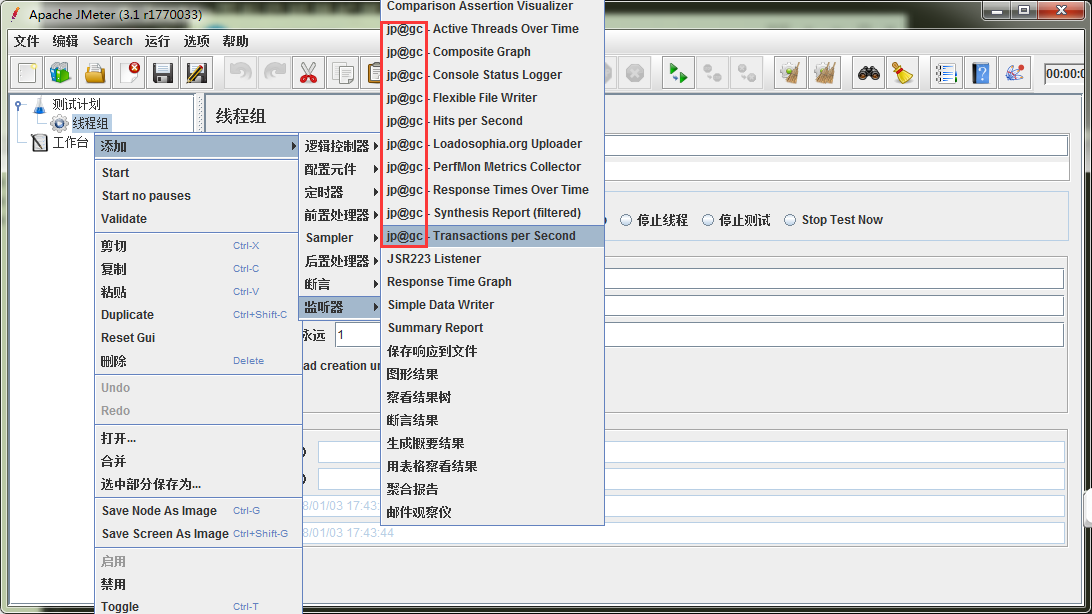 Apache JMeter (3.1 r1770033)
文件 编辑 Search 运行 选项 帮助
00:00:0
测试计划
线程组
工作台
线程组
添加
Start
Start no pauses
Validate
剪切 Ctrl-X
复制 Ctrl-C
粘贴 Ctrl-V
Duplicate Ctrl+Shift-C
Reset Gui
删除 Delete
Undo
Redo
打开...
合并
选中部分保存为...
Save Node As Image Ctrl-G
Save Screen As Image Ctrl+Shift-G
启用
禁用
Toggle Ctrl-T
逻辑控制器
配置元件
定时器
前置处理器
Sampler
后置处理器
断言
监听器
Comparison Assertion Visualizer
jp@gc - Active Threads Over Time
jp@gc - Composite Graph
jp@gc - Console Status Logger
jp@gc - Flexible File Writer
jp@gc - Hits per Second
jp@gc - Loadosophia.org Uploader
jp@gc - PerfMon Metrics Collector
jp@gc - Response Times Over Time
jp@gc - Synthesis Report (filtered)
jp@gc - Transactions per Second
JSR223 Listener
Response Time Graph
Simple Data Writer
Summary Report
保存响应到文件
图形结果
察看结果树
断言结果
生成概要结果
用表格察看结果
聚合报告
邮件观察仪
停止线程 停止测试 Stop Test Now
永远 1
ad creation un
8/01/03 17:43:
8/01/03 17:43:44